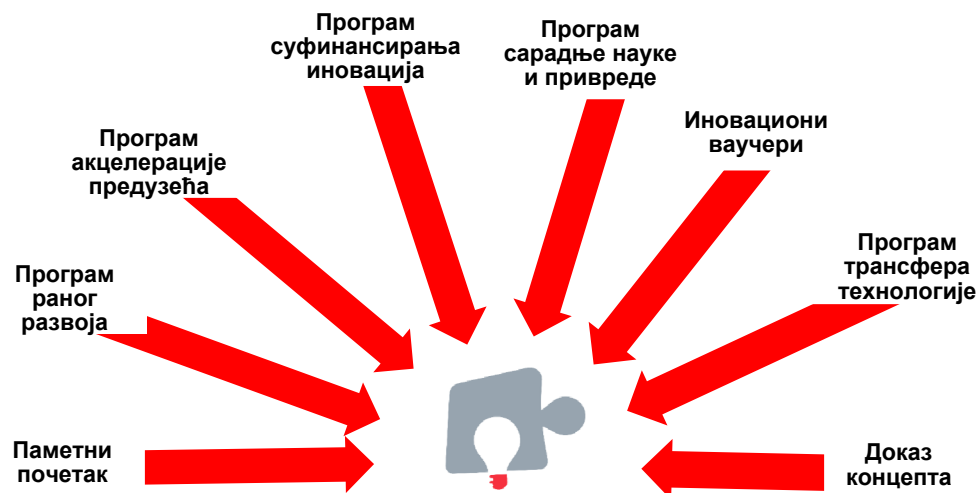 Програм
суфинансирања
иновација
Програм
сарадње науке
и привреде
Иновациони
ваучери
Програм
акцелерације
предузећа
Програм
трансфера
технологије
Програм
раног
развоја
Паметни
почетак
Доказ
концепта